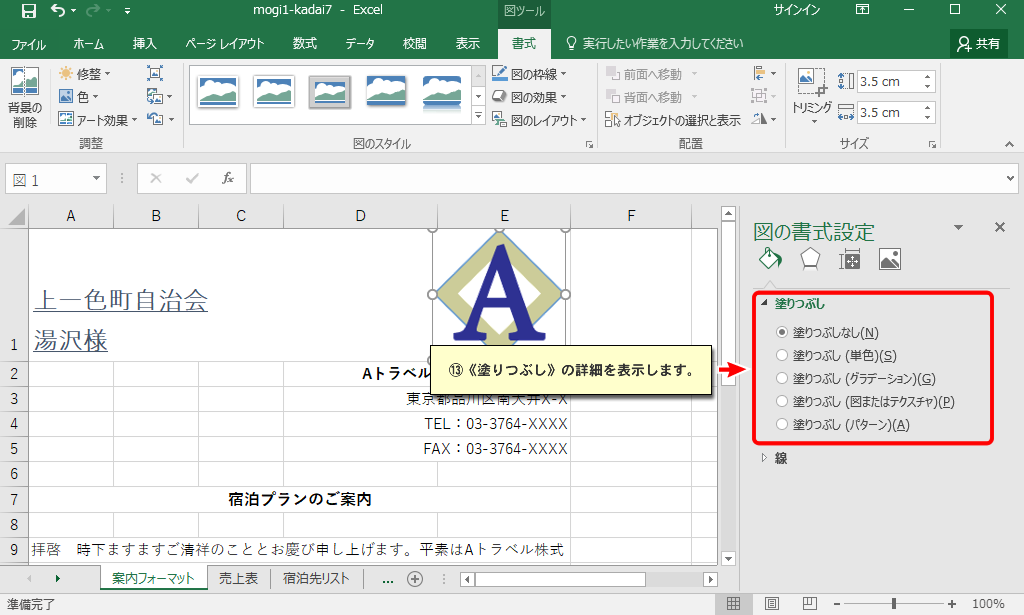 mogi1-kadai7 - Excel
図ツール
サインイン
ファイル ホーム 挿入 ページ レイアウト 数式 データ 校閲 表示 書式 実行したい作業を入力してください 共有
背景の
削除
修整
色
アート効果
調整
図のスタイル
図の枠線
図の効果
図のレイアウト
前面へ移動
背面へ移動
オブジェクトの選択と表示
配置
トリミング
3.5 cm
3.5 cm
サイズ
図 1
fx
A B C D E F
上一色町自治会
A
1 湯沢様
2 Aトラベル
3 東京都品川区南大井X-X
4 TEL：03-3764-XXXX
5 FAX：03-3764-XXXX
6
7 宿泊プランのご案内
8
9 拝啓 時下ますますご清祥のこととお慶び申し上げます。平素はAトラベル株式
⑬《塗りつぶし》の詳細を表示します。
図の書式設定
塗りつぶし
塗りつぶしなし(N)
塗りつぶし (単色)(S)
塗りつぶし (グラデーション)(G)
塗りつぶし (図またはテクスチャ)(P)
塗りつぶし (パターン)(A)
線
案内フォーマット 売上表 宿泊先リスト ...
準備完了
100%